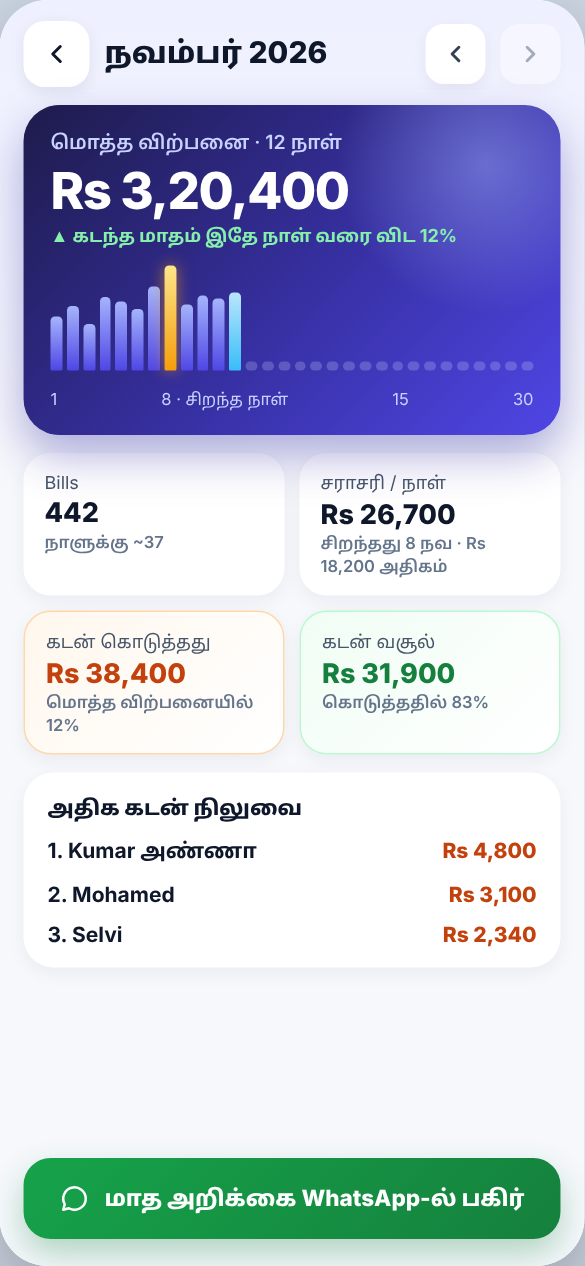 நவம்பர் 2026
மொத்த விற்பனை · 12 நாள்
Rs 3,20,400
▲ கடந்த மாதம் இதே நாள் வரை விட 12%
1 8 · சிறந்த நாள் 15 30
Bills
442
நாளுக்கு ~37
சராசரி / நாள்
Rs 26,700
சிறந்தது 8 நவ · Rs
18,200 அதிகம்
கடன் கொடுத்தது
Rs 38,400
மொத்த விற்பனையில்
12%
கடன் வசூல்
Rs 31,900
கொடுத்ததில் 83%
அதிக கடன் நிலுவை
1. Kumar அண்ணா Rs 4,800
2. Mohamed Rs 3,100
3. Selvi Rs 2,340
மாத அறிக்கை WhatsApp-ல் பகிர்